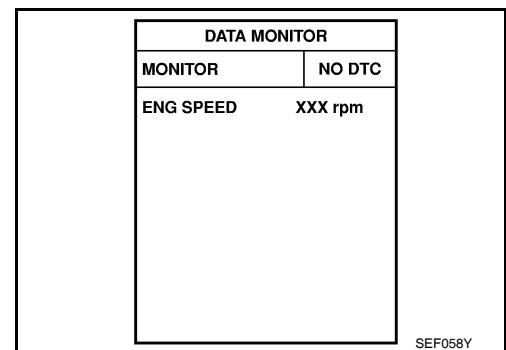 DATA MONITOR
MONITOR NO DTC
ENG SPEED XXX rpm
SEF058Y